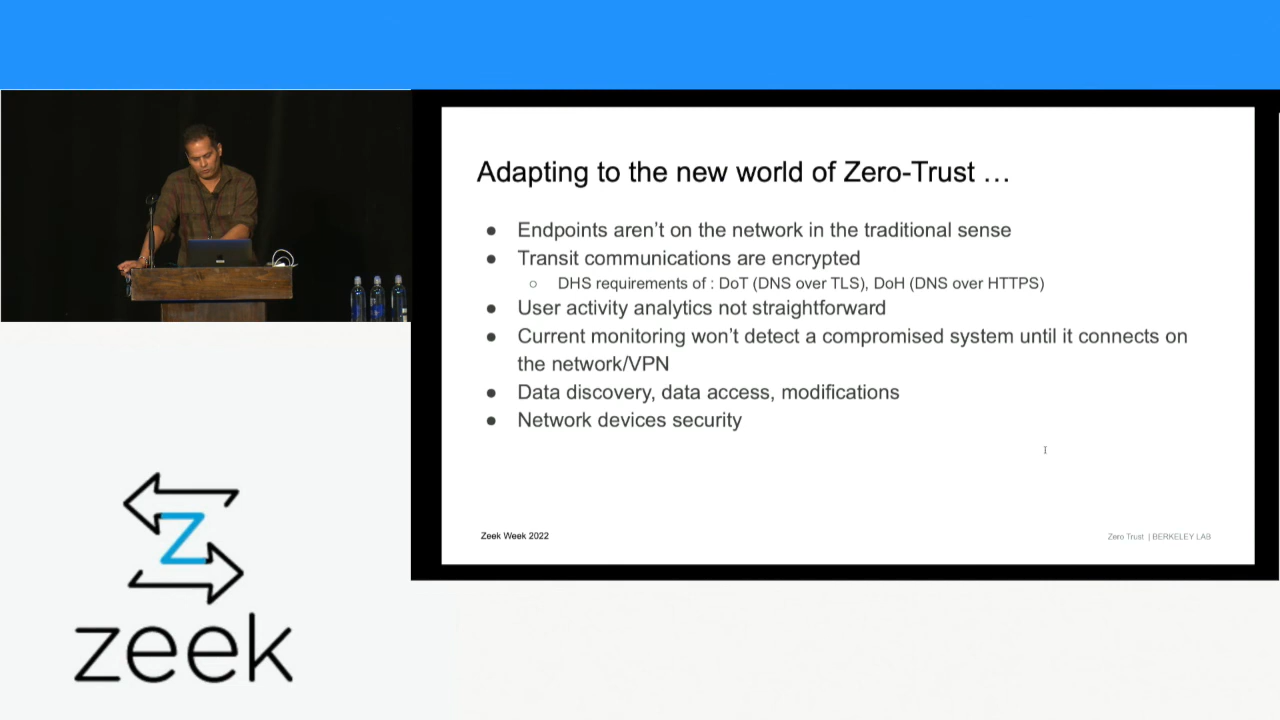 Adapting to the new world of Zero-Trust …
● Endpoints aren’t on the network in the traditional sense
● Transit communications are encrypted
○ DHS requirements of : DoT (DNS over TLS), DoH (DNS over HTTPS)
● User activity analytics not straightforward
● Current monitoring won’t detect a compromised system until it connects on
the network/VPN
● Data discovery, data access, modifications
● Network devices security
Zeek Week 2022
Zero Trust | BERKELEY LAB
z
zeek